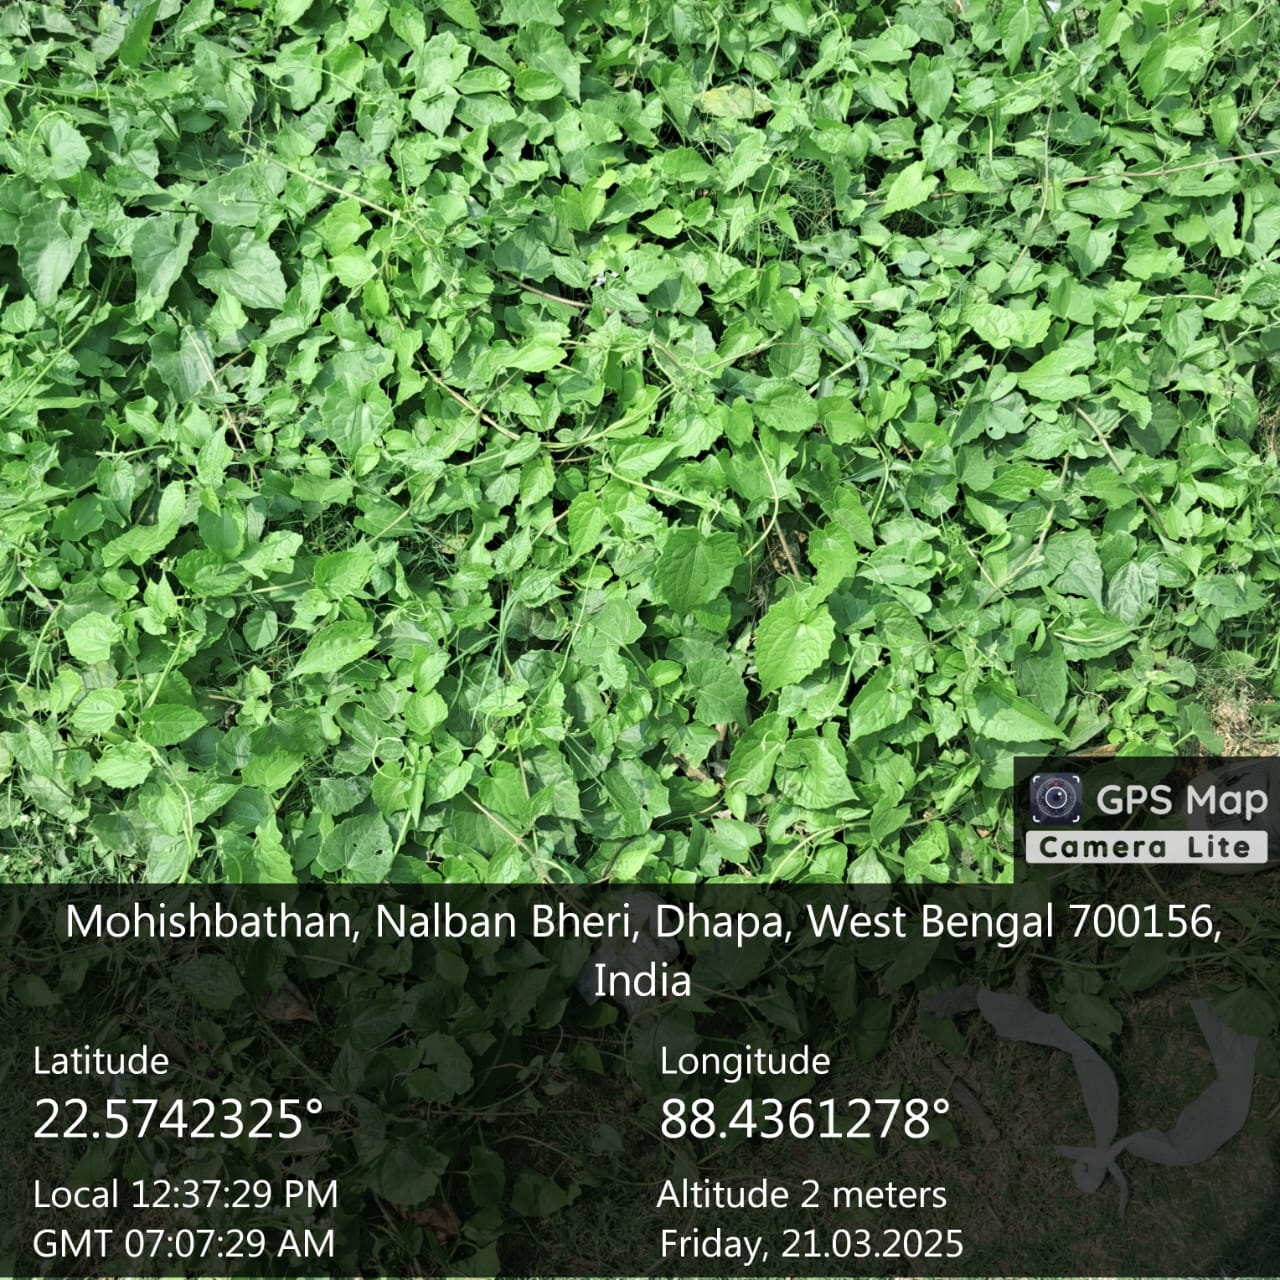 GPS Map
Camera Lite
Mohishbathan, Nalban Bheri, Dhapa, West Bengal 700156,
India
Latitude
22.5742325°
Longitude
88.4361278°
Local 12:37:29 PM
GMT 07:07:29 AM
Altitude 2 meters
Friday, 21.03.2025